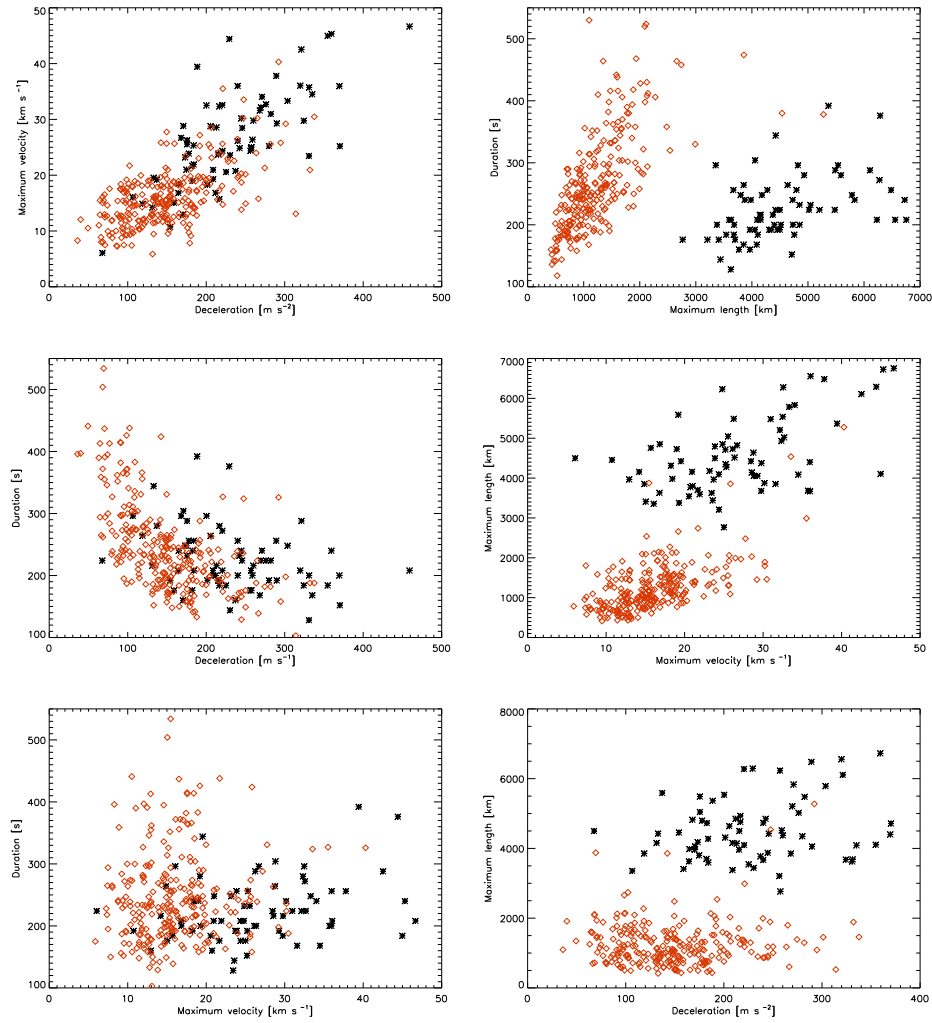 50
40
30
20
10
0
Maximum velocity [km s⁻¹]
0 100 200 300 400 500
Deceleration [m s⁻²]
500
400
300
200
100
Duration [s]
0 1000 2000 3000 4000 5000 6000 7000
Maximum length [km]
500
400
300
200
100
Duration [s]
0 100 200 300 400 500
Deceleration [m s⁻¹]
7000
6000
5000
4000
3000
2000
1000
0
Maximum length [km]
0 10 20 30 40 50
Maximum velocity [km s⁻¹]
500
400
300
200
100
Duration [s]
0 10 20 30 40 50
Maximum velocity [km s⁻¹]
8000
6000
4000
2000
0
Maximum length [km]
0 100 200 300 400
Deceleration [m s⁻²]